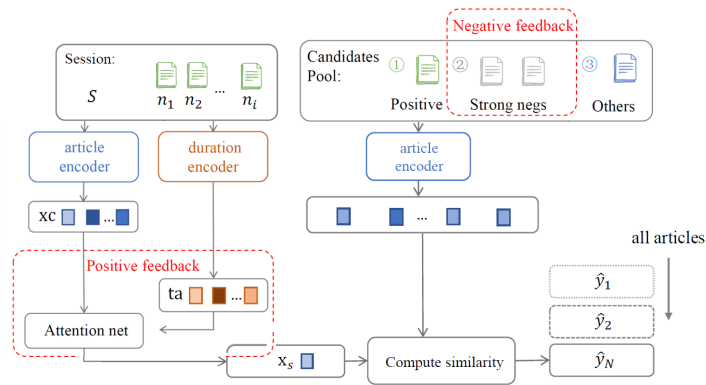 Negative feedback
Session:
S
n1 n2 ... ni
Candidates
Pool:
① ② ③
Positive Strong negs Others
article
encoder
duration
encoder
article
encoder
xc ...
...
all articles
Positive feedback
ta ...
Attention net
ŷ1
ŷ2
ŷN
xs
Compute similarity